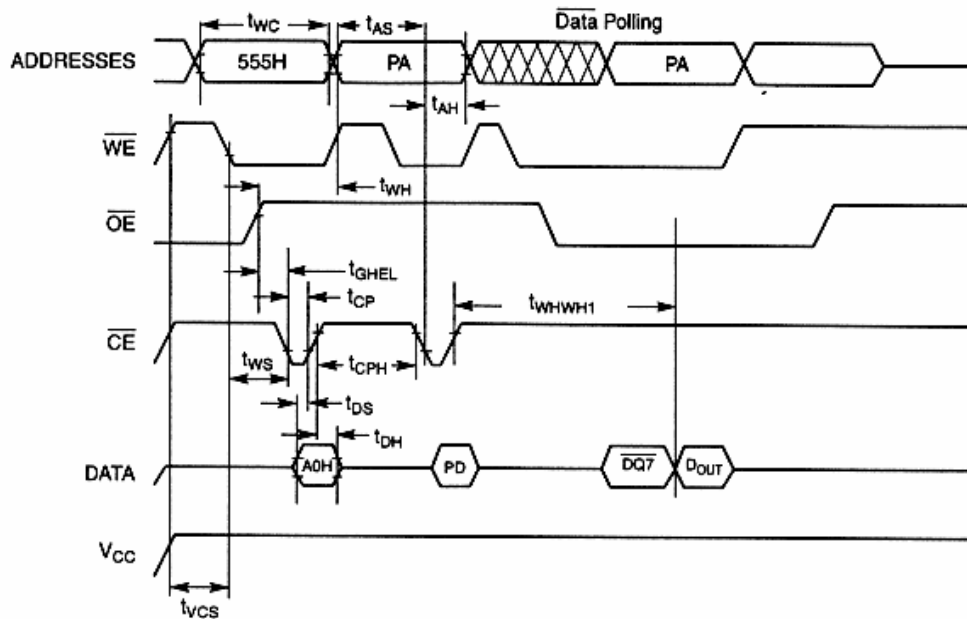 Data Polling
tWC
tAS
ADDRESSES
555H
PA
PA
tAH
WE
tWH
OE
tGHEL
tCP
tWHWH1
CE
tWS
tCPH
tDS
tDH
DATA
A0H
PD
DQ7
DOUT
VCC
tVCS